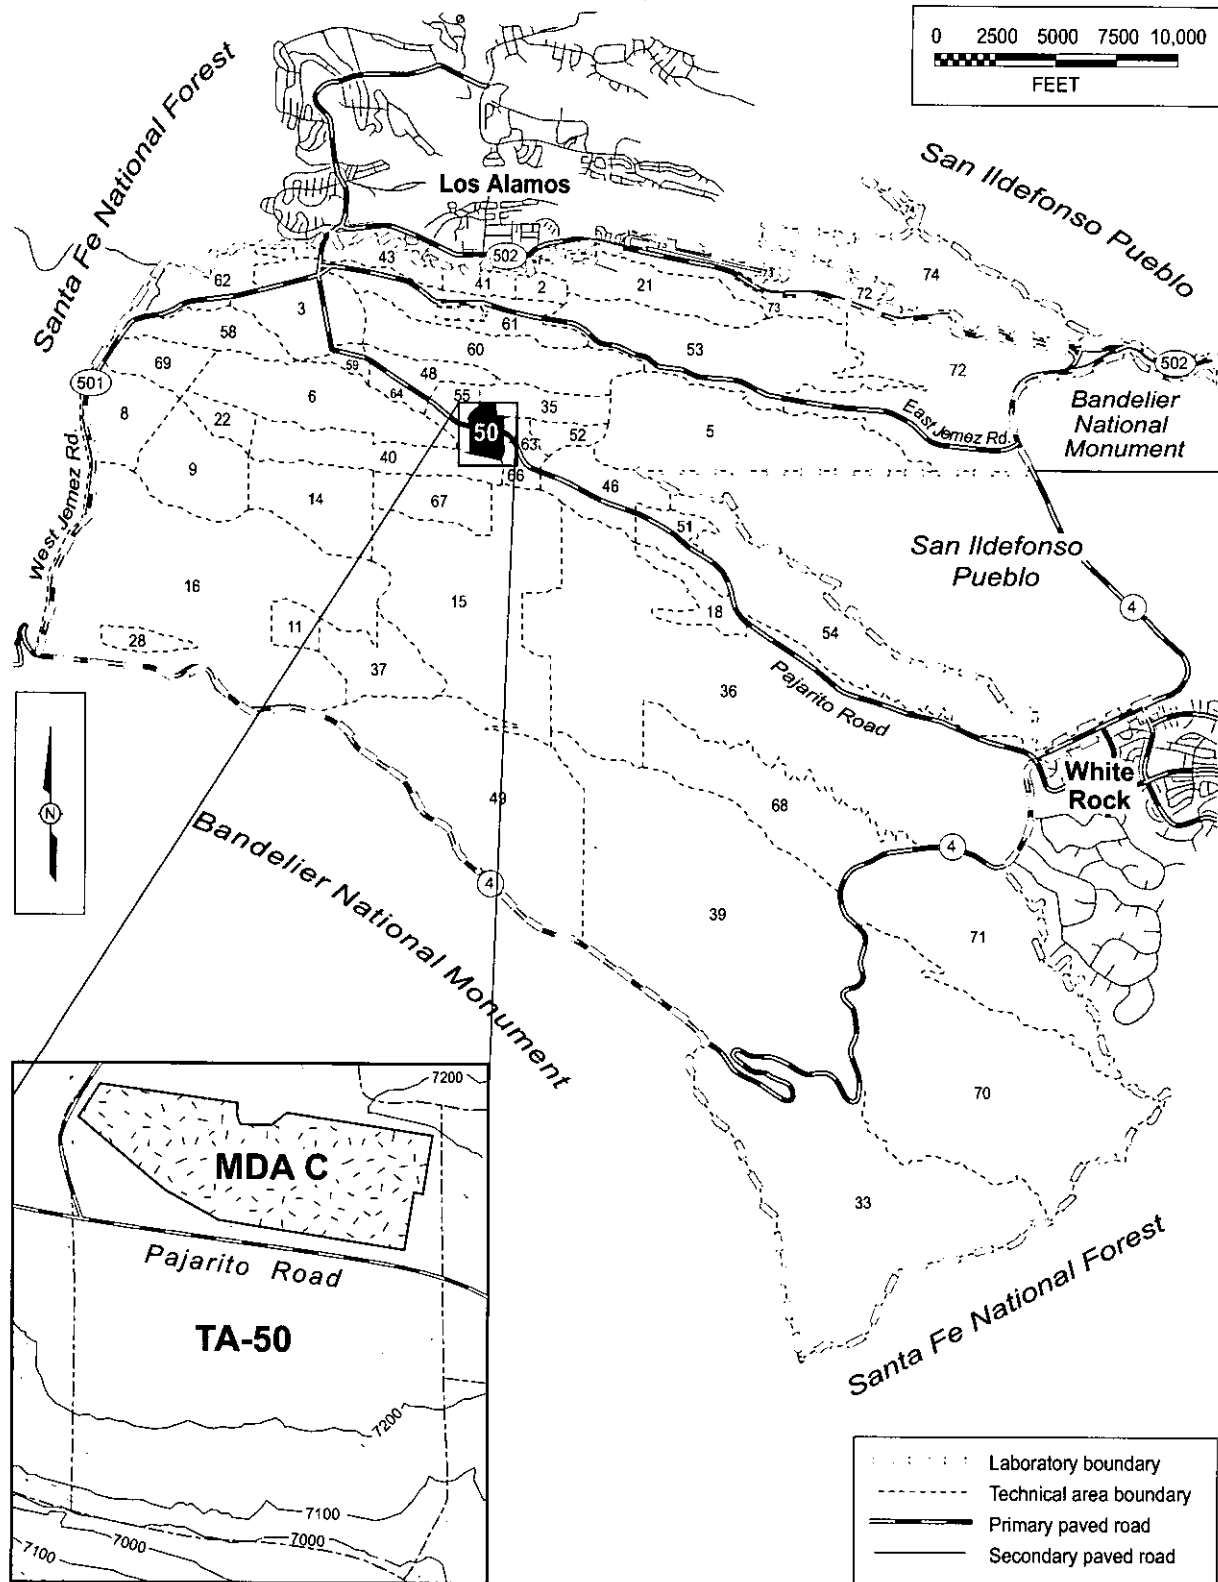 0 2500 5000 7500 10,000
FEET
Santa Fe National Forest
San Ildefonso Pueblo
Los Alamos
502
43
62
41
2
21
73
72
74
3
73
61
58
60
53
72
502
69
59
48
501
Bandelier
National
Monument
8
6
64
55
35
East Jemez Rd.
22
50
5
52
63
40
9
66
46
14
67
51
West Jemez Rd
San Ildefonso
Pueblo
16
15
18
4
11
54
28
37
36
Pajarito Road
N
White
Rock
49
68
Bandelier National Monument
4
4
39
71
70
33
Santa Fe National Forest
7200
MDA C
Pajarito Road
TA-50
7200
7100
7000
7000
7100
Laboratory boundary
Technical area boundary
Primary paved road
Secondary paved road